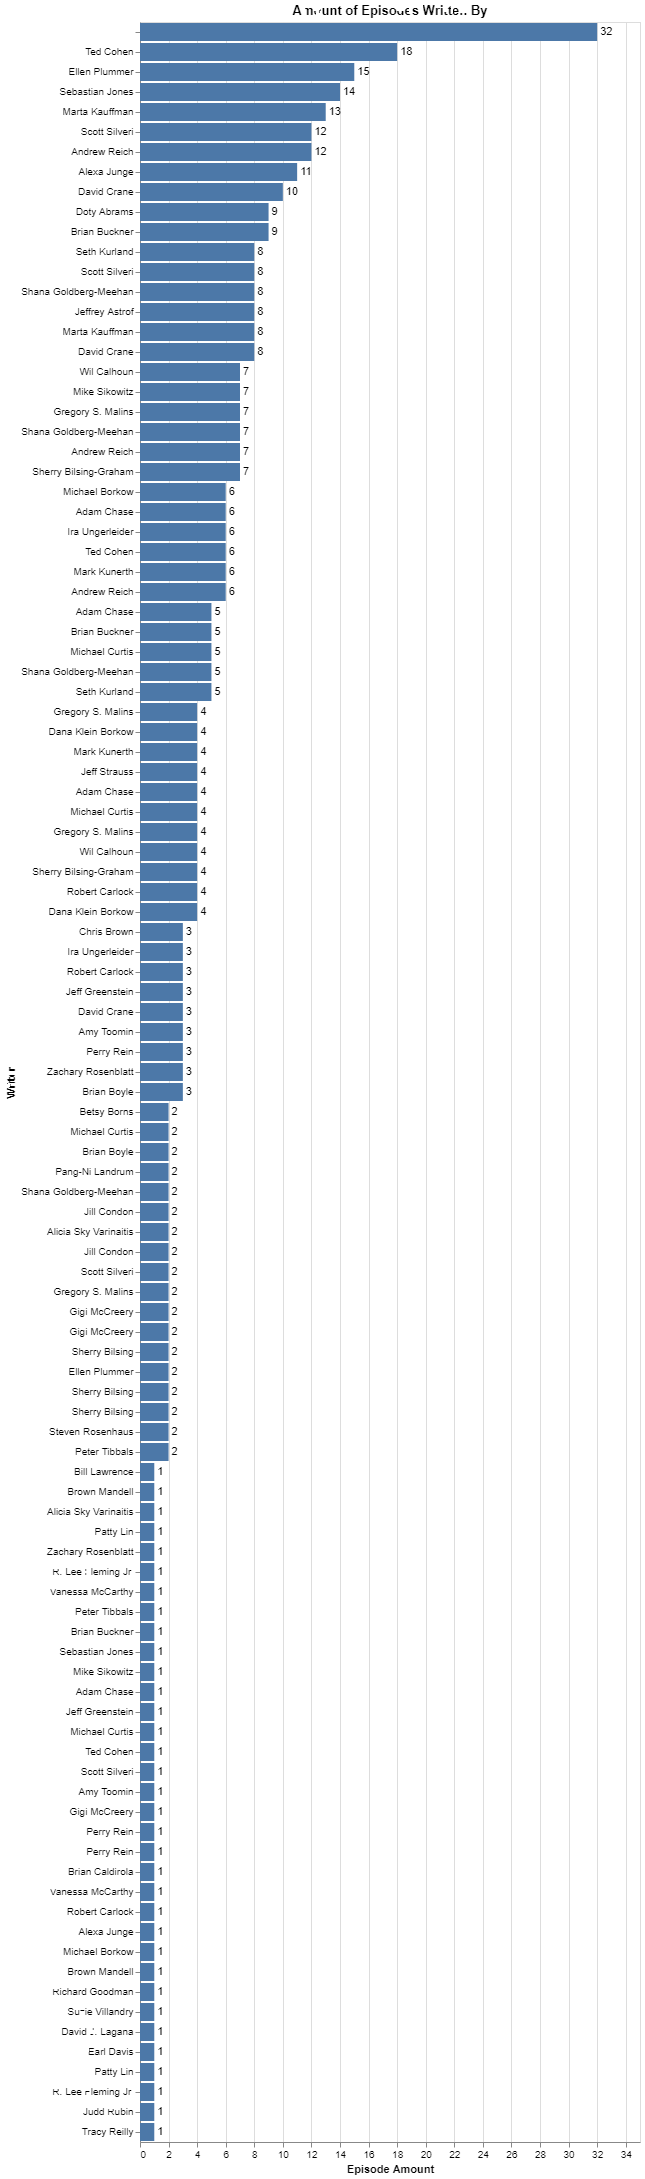 of By
32
Ted Cohen 18
Ellen Plummer 15
Sebastian Jones 14
Marta Kauffman 13
Scott Silveri 12
Andrew Reich 12
Alexa Junge 11
David Crane 10
Doty Abrams 9
Brian Buckner 9
Seth Kurland 8
Scott Silveri 8
Shana Goldberg-Meehan 8
Jeffrey Astrof 8
Marta Kauffman 8
David Crane 8
Wil Calhoun 7
Mike Sikowitz 7
Gregory S. Malins 7
Shana Goldberg-Meehan 7
Andrew Reich 7
Sherry Bilsing-Graham 7
Michael Borkow 6
Adam Chase 6
Ira Ungerleider 6
Ted Cohen 6
Mark Kunerth 6
Andrew Reich 6
Adam Chase 5
Brian Buckner 5
Michael Curtis 5
Shana Goldberg-Meehan 5
Seth Kurland 5
Gregory S. Malins 4
Dana Klein Borkow 4
Mark Kunerth 4
Jeff Strauss 4
Adam Chase 4
Michael Curtis 4
Gregory S. Malins 4
Wil Calhoun 4
Sherry Bilsing-Graham 4
Robert Carlock 4
Dana Klein Borkow 4
Chris Brown 3
Ira Ungerleider 3
Robert Carlock 3
Jeff Greenstein 3
David Crane 3
Amy Toomin 3
Perry Rein 3
Zachary Rosenblatt 3
Brian Boyle 3
Betsy Borns 2
Michael Curtis 2
Brian Boyle 2
Pang-Ni Landrum 2
Shana Goldberg-Meehan 2
Jill Condon 2
Alicia Sky Varinaitis 2
Jill Condon 2
Scott Silveri 2
Gregory S. Malins 2
Gigi McCreery 2
Gigi McCreery 2
Sherry Bilsing 2
Ellen Plummer 2
Sherry Bilsing 2
Sherry Bilsing 2
Steven Rosenhaus 2
Peter Tibbals 2
Bill Lawrence 1
Brown Mandell 1
Alicia Sky Varinaitis 1
Patty Lin 1
Zachary Rosenblatt 1
R. Lee Jr 1
Vanessa McCarthy 1
Peter Tibbals 1
Brian Buckner 1
Sebastian Jones 1
Mike Sikowitz 1
Adam Chase 1
Jeff Greenstein 1
Michael Curtis 1
Ted Cohen 1
Scott Silveri 1
Amy Toomin 1
Gigi McCreery 1
Perry Rein 1
Perry Rein 1
Brian Caldirola 1
Vanessa McCarthy 1
Robert Carlock 1
Alexa Junge 1
Michael Borkow 1
Brown Mandell 1
Richard Goodman 1
Villandry 1
David Lagana 1
Earl Davis 1
Patty Lin 1
R. Lee Fleming Jr 1
Judd Rubin 1
Tracy Reilly 1
0 2 4 6 8 10 12 14 16 18 20 22 24 26 28 30 32 34
Episode Amount